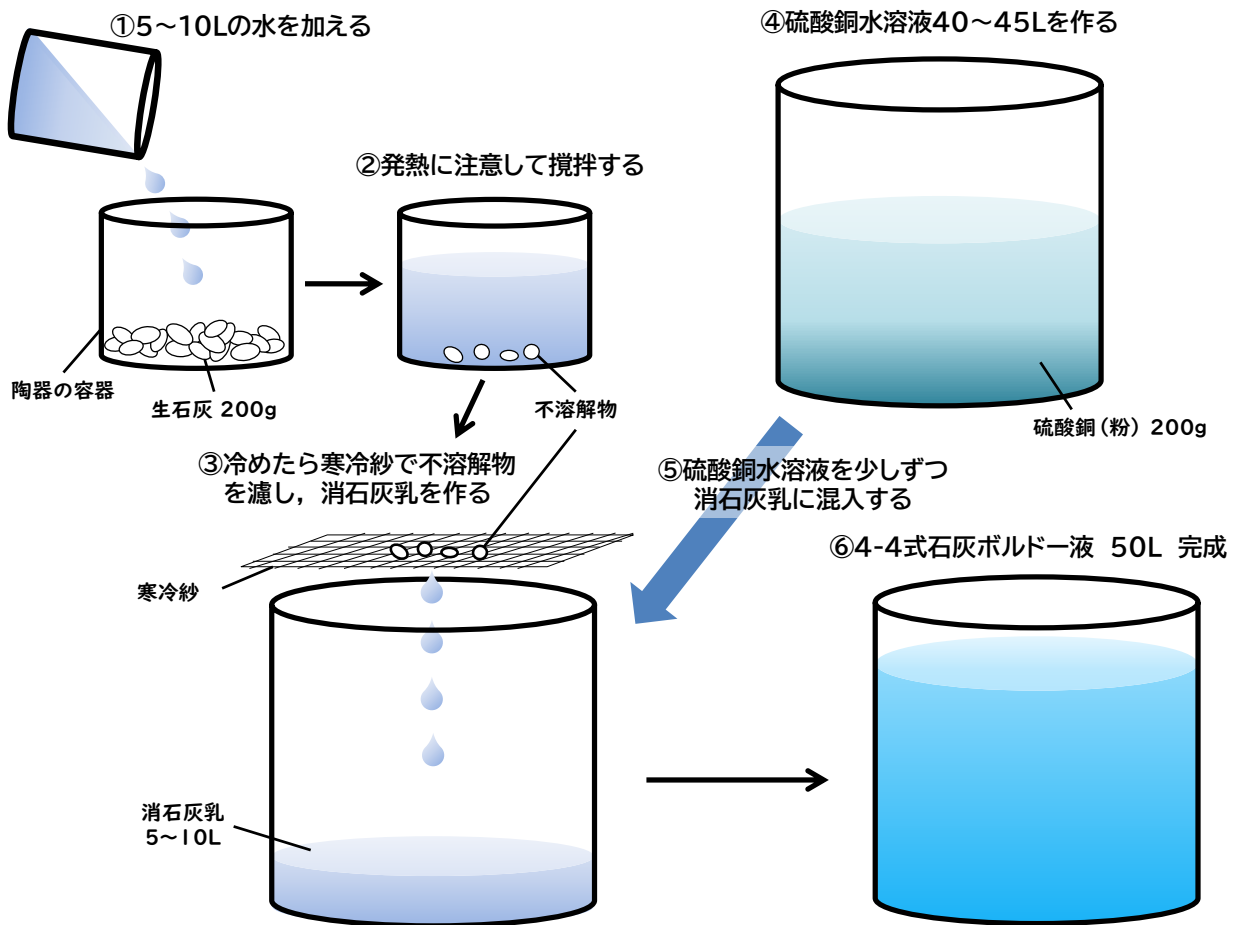 ①5～10Lの水を加える
②発熱に注意して撹拌する
陶器の容器
生石灰 200g
不溶解物
③冷めたら寒冷紗で不溶解物
を濾し，消石灰乳を作る
寒冷紗
消石灰乳
5～10L
④硫酸銅水溶液40～45Lを作る
硫酸銅（粉） 200g
⑤硫酸銅水溶液を少しずつ
消石灰乳に混入する
⑥4-4式石灰ボルドー液 50L 完成